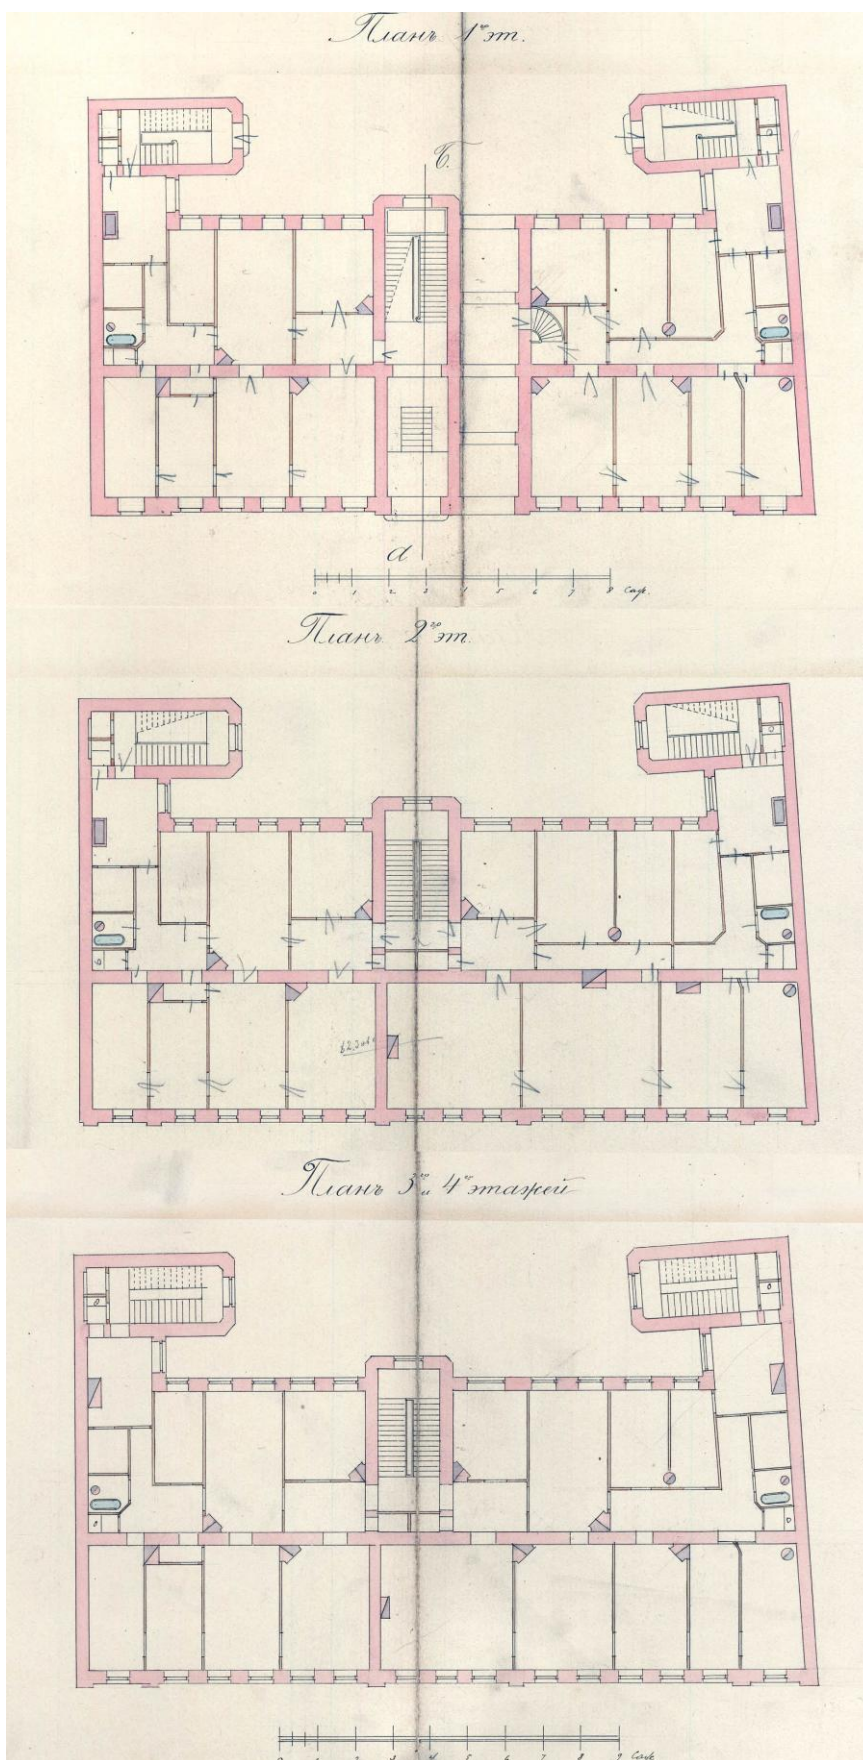 Планъ 1го эт.
Б.
а
0 1 2 3 4 5 6 7 8 Саж.
Планъ 2го эт.
Планъ 3го и 4го этажей
0 1 2 3 4 5 6 7 8 9 Саж.